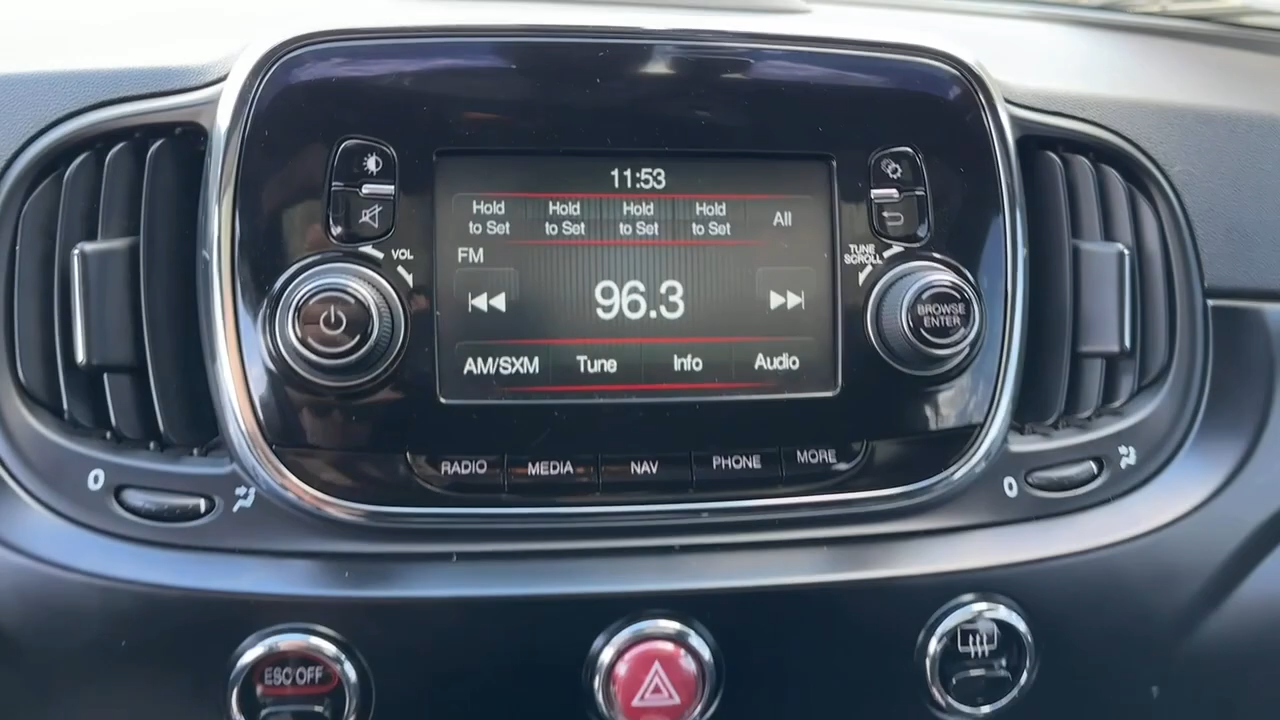 11:53
Hold to Set
Hold to Set
Hold to Set
Hold to Set
All
FM
96.3
AM/SXM Tune Info Audio
VOL
TUNE
SCROLL
BROWSE
ENTER
RADIO MEDIA NAV PHONE MORE
0
0
ESC OFF